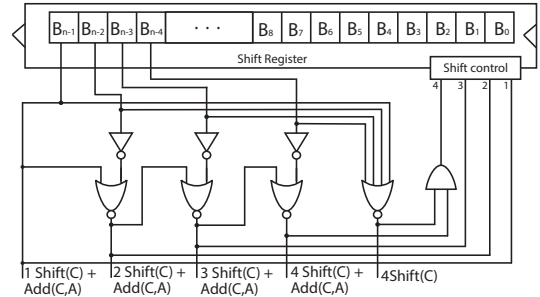 Bn-1 Bn-2 Bn-3 Bn-4 · · · B8 B7 B6 B5 B4 B3 B2 B1 B0
Shift Register
Shift control
4 3 2 1
1 Shift(C) + Add(C,A)
2 Shift(C) + Add(C,A)
3 Shift(C) + Add(C,A)
4 Shift(C) + Add(C,A)
4Shift(C)